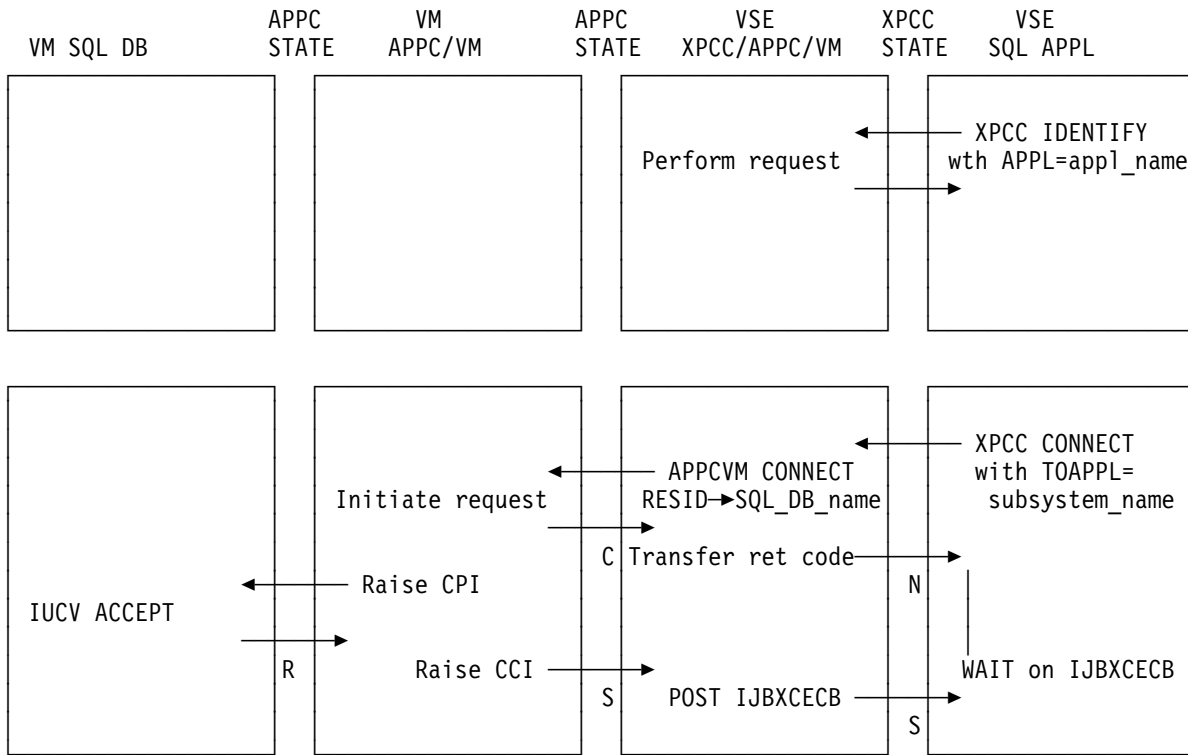 APPC VM APPC VSE XPCC VSE
VM SQL DB STATE APPC/VM STATE XPCC/APPC/VM STATE SQL APPL
XPCC IDENTIFY
Perform request wth APPL=appl_name
XPCC CONNECT
APPCVM CONNECT with TOAPPL=
Initiate request RESID→SQL_DB_name subsystem_name
C Transfer ret code
Raise CPI N
IUCV ACCEPT
R Raise CCI WAIT on IJBXCECB
S POST IJBXCECB
S